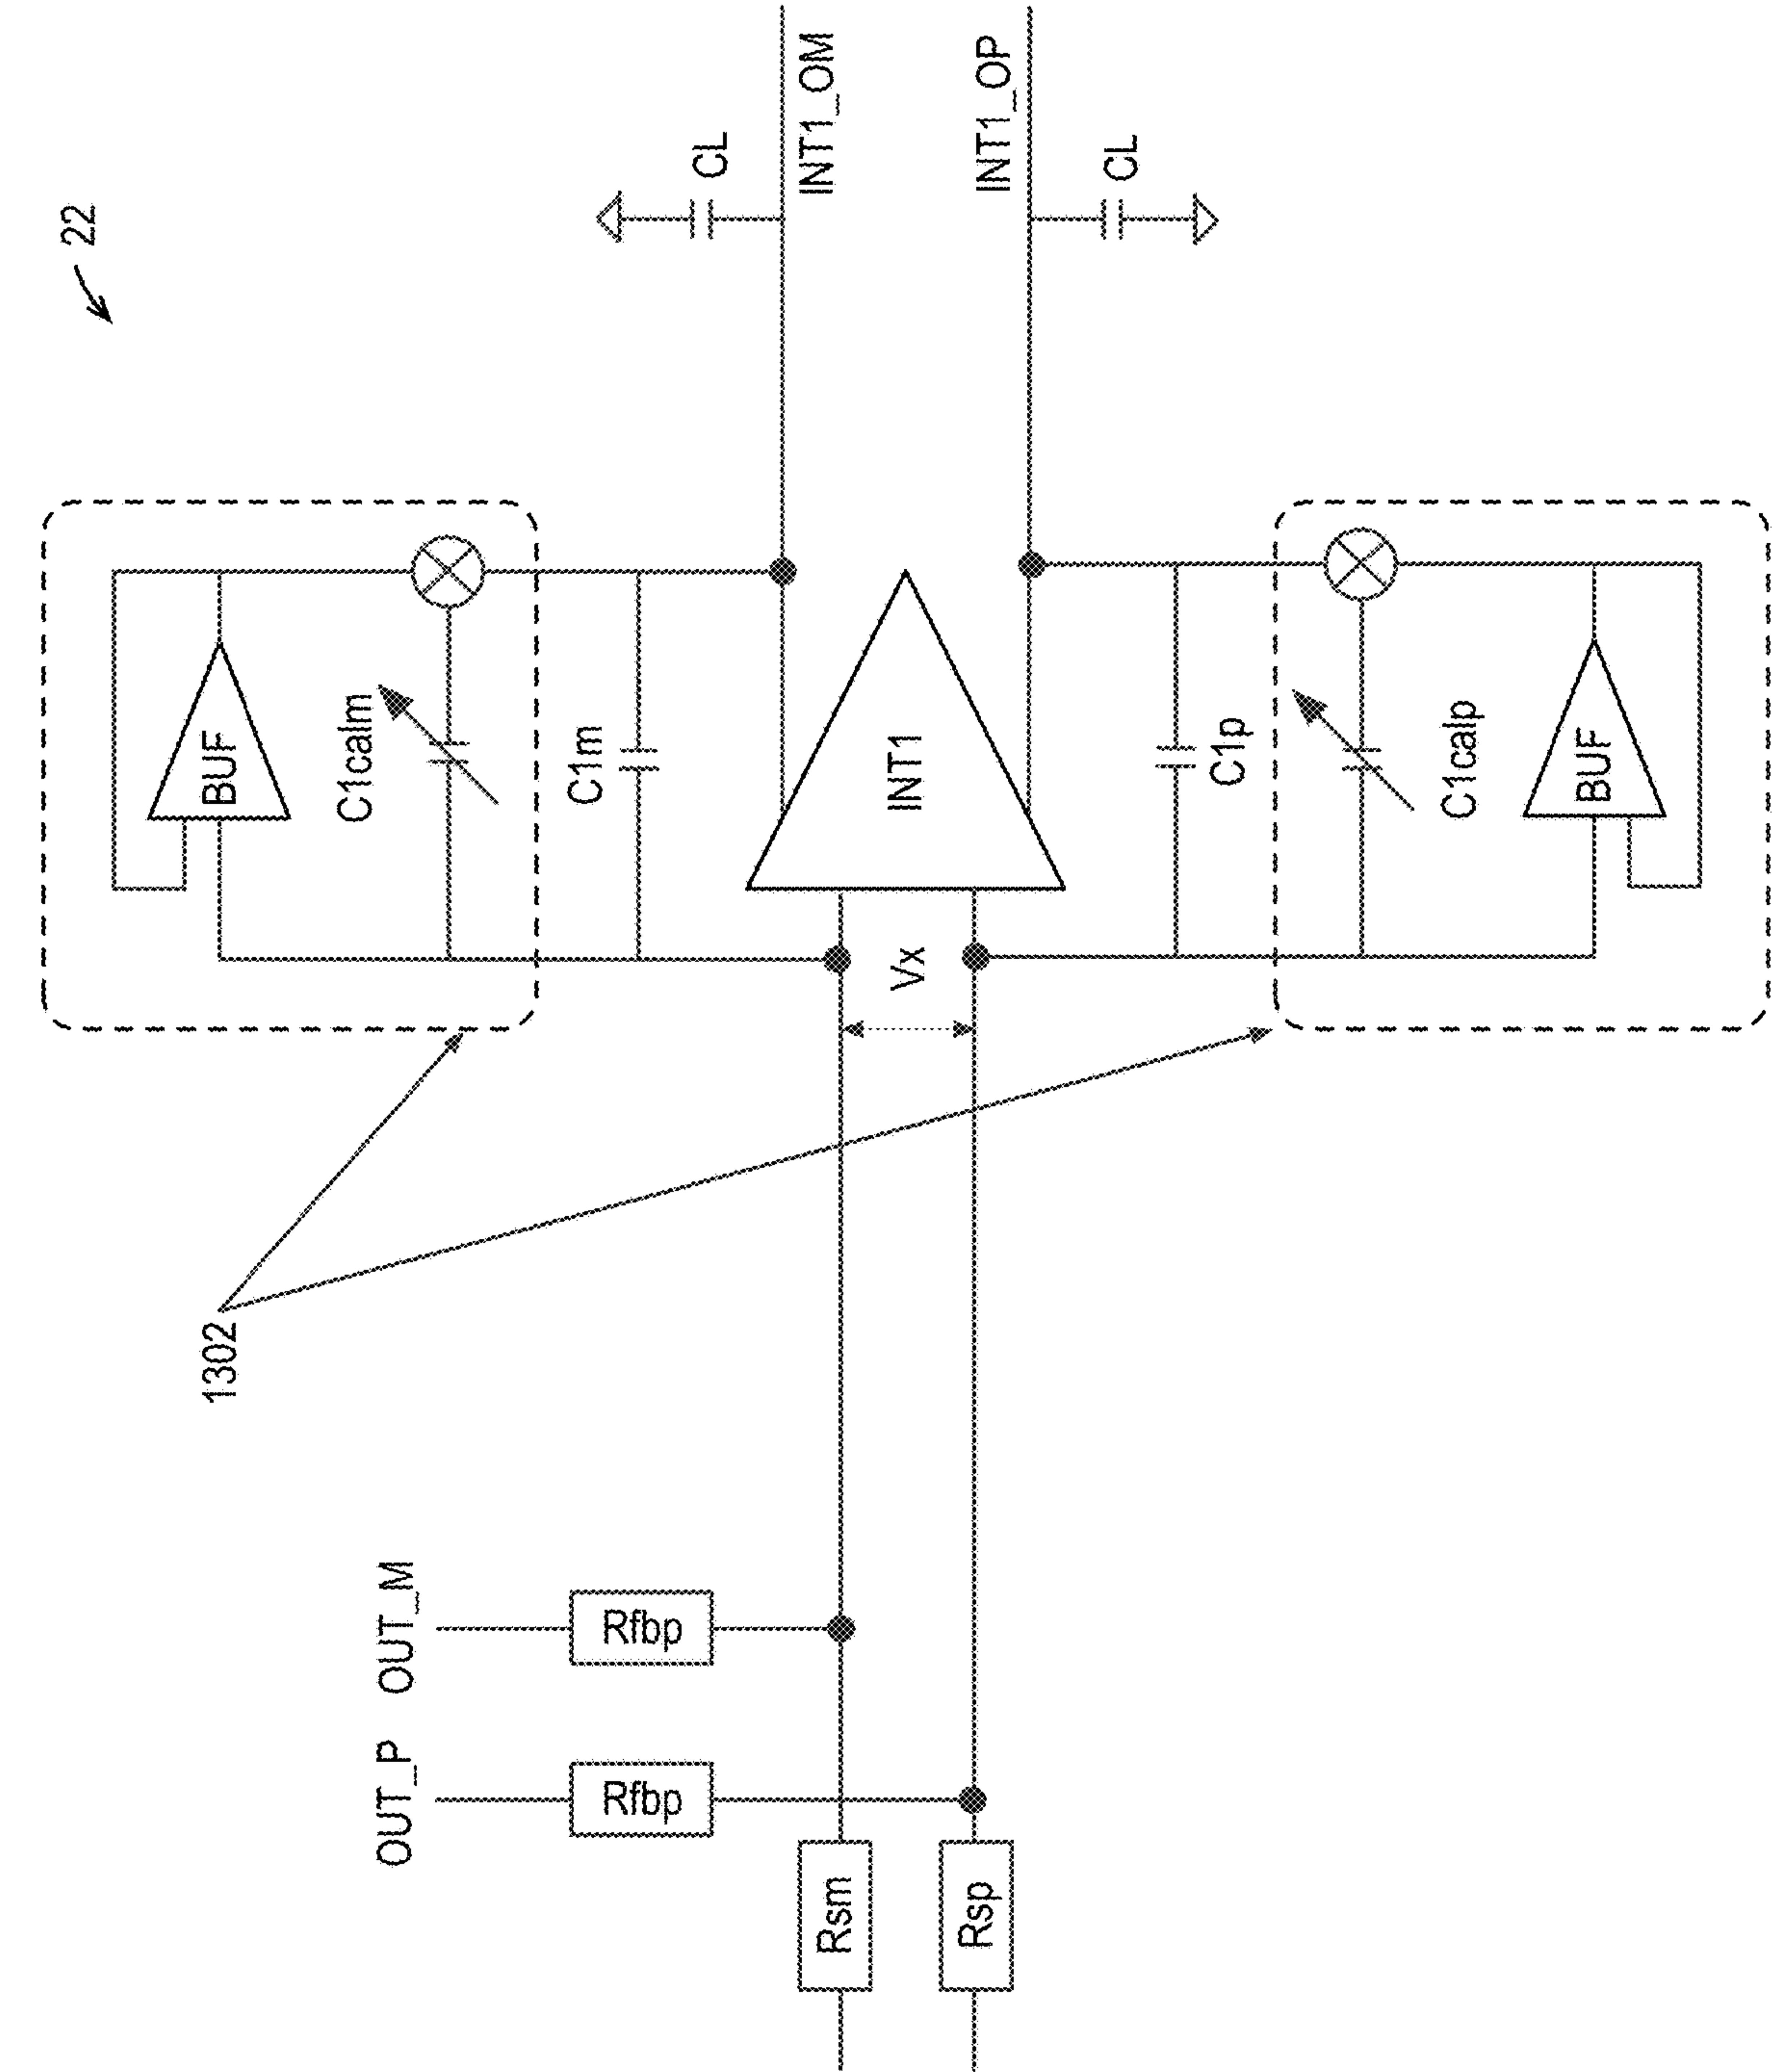 22
BUF
C1calm
C1m
CL
INT1_OM
INT1
INT1_OP
CL
Vx
C1p
C1calp
BUF
1302
OUT_M
Rfbp
OUT_P
Rfbp
Rsm
Rsp